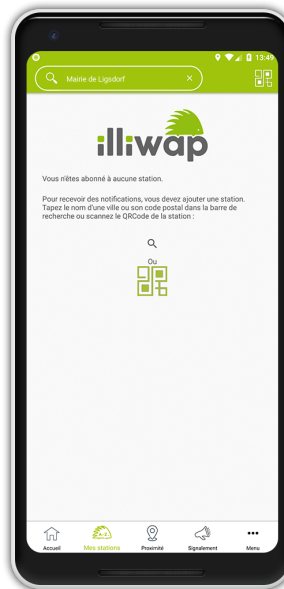 13:49
Mairie de Ligsdorf
illiwap
Vous n'êtes abonné à aucune station.
Pour recevoir des notifications, vous devez ajouter une station.
Tapez le nom d'une ville ou son code postal dans la barre de
recherche ou scannez le QRCode de la station :
Ou
Accueil Mes stations Proximité Signalement Menu